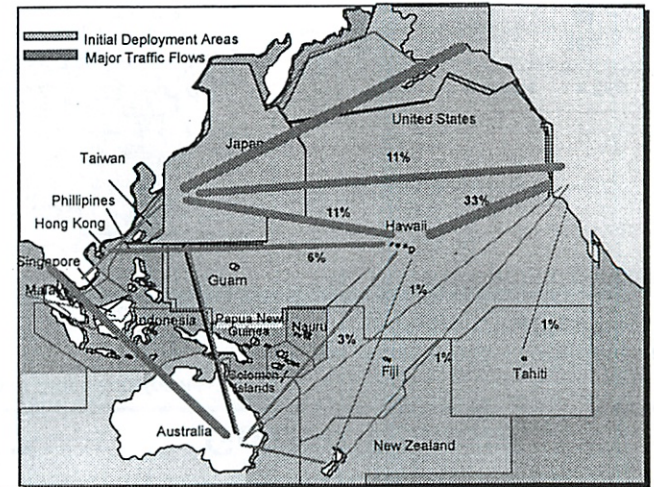 Initial Deployment Areas
Major Traffic Flows
United States
Japan
11%
Taiwan
Phillipines
33%
11%
Hong Kong
Hawaii
6%
Singapore
Guam
1%
Indonesia
Papua New
Guinea
Nauru
3%
1%
1%
Solomon
Islands
Fiji
Tahiti
Australia
New Zealand